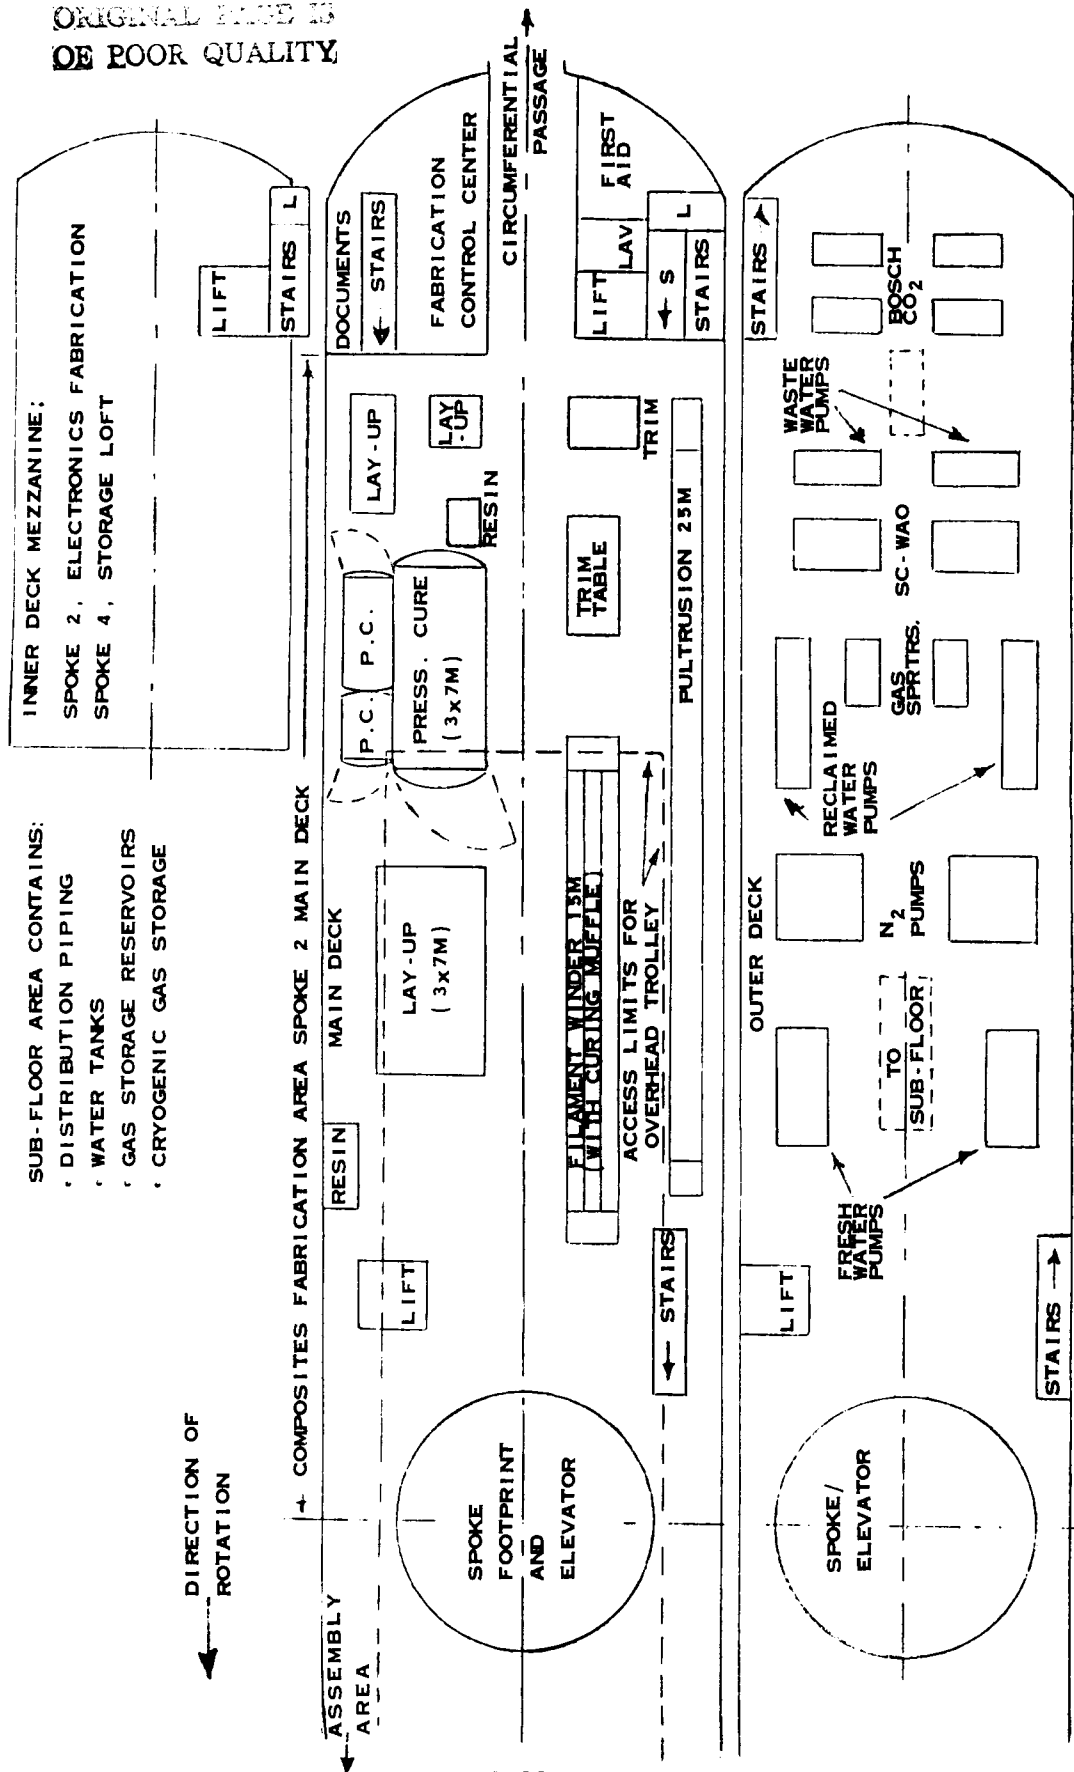 ORIGINAL PAGE IS
OF POOR QUALITY
INNER DECK MEZZANINE;
SPOKE 2, ELECTRONICS FABRICATION
SPOKE 4, STORAGE LOFT
LIFT
STAIRS
L
SUB-FLOOR AREA CONTAINS:
· DISTRIBUTION PIPING
· WATER TANKS
· GAS STORAGE RESERVOIRS
· CRYOGENIC GAS STORAGE
DIRECTION OF
ROTATION
← COMPOSITES FABRICATION AREA SPOKE 2 MAIN DECK
ASSEMBLY
AREA
MAIN DECK
DOCUMENTS
← STAIRS
FABRICATION
CONTROL CENTER
CIRCUMFERENTIAL
PASSAGE
FIRST
AID
LAV
LIFT
← S
L
STAIRS
LAY-UP
LAY
-UP
RESIN
P.C.
P.C.
PRESS. CURE
(3x7M)
TRIM
TRIM
TABLE
PULTRUSION 25M
LAY-UP
(3x7M)
RESIN
LIFT
FILAMENT WINDER 15M
(WITH CURING MUFFLE)
ACCESS LIMITS FOR
OVERHEAD TROLLEY
← STAIRS
SPOKE
FOOTPRINT
AND
ELEVATOR
OUTER DECK
STAIRS →
BOSCH
CO2
WASTE
WATER
PUMPS
SC-WAO
GAS
SPRTRS.
RECLAIMED
WATER
PUMPS
N2
PUMPS
TO
SUB-FLOOR
FRESH
WATER
PUMPS
LIFT
STAIRS →
SPOKE/
ELEVATOR